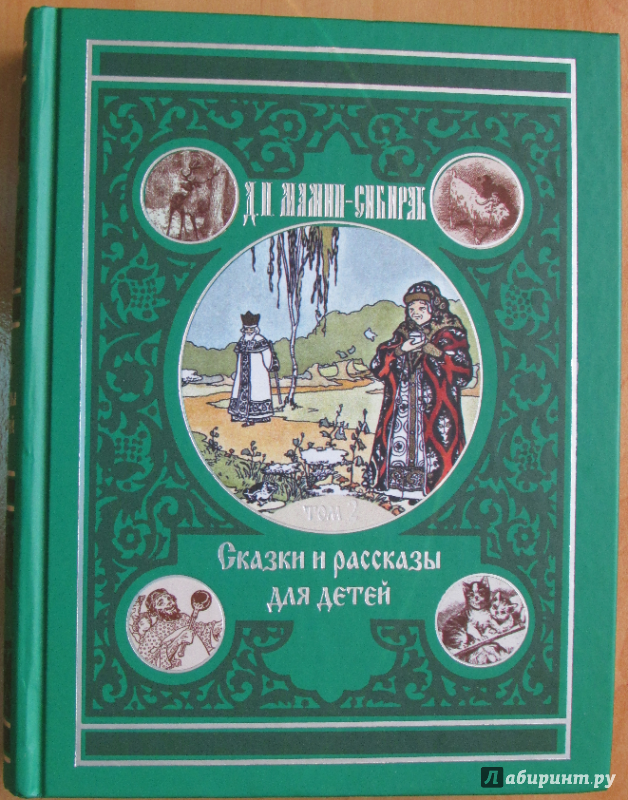 Д.Н. МАМИН-СИБИРЯК
ТОМ 2
Сказки и рассказы
для детей
Лабиринт.ру